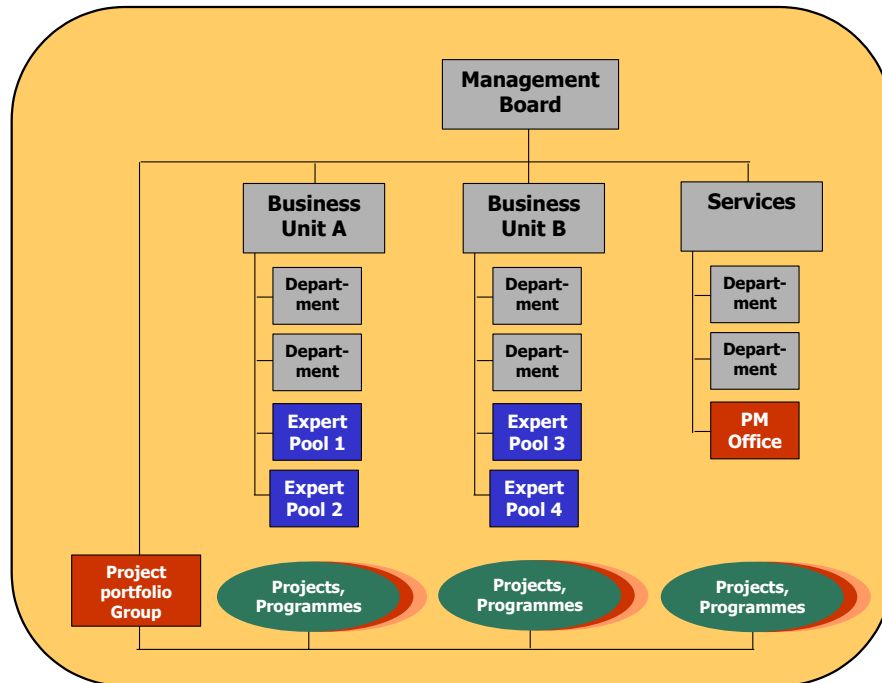 Management
Board
Business
Unit A
Business
Unit B
Services
Depart-
ment
Depart-
ment
Depart-
ment
Depart-
ment
Depart-
ment
Depart-
ment
Expert
Pool 1
Expert
Pool 3
PM
Office
Expert
Pool 2
Expert
Pool 4
Project
portfolio
Group
Projects,
Programmes
Projects,
Programmes
Projects,
Programmes